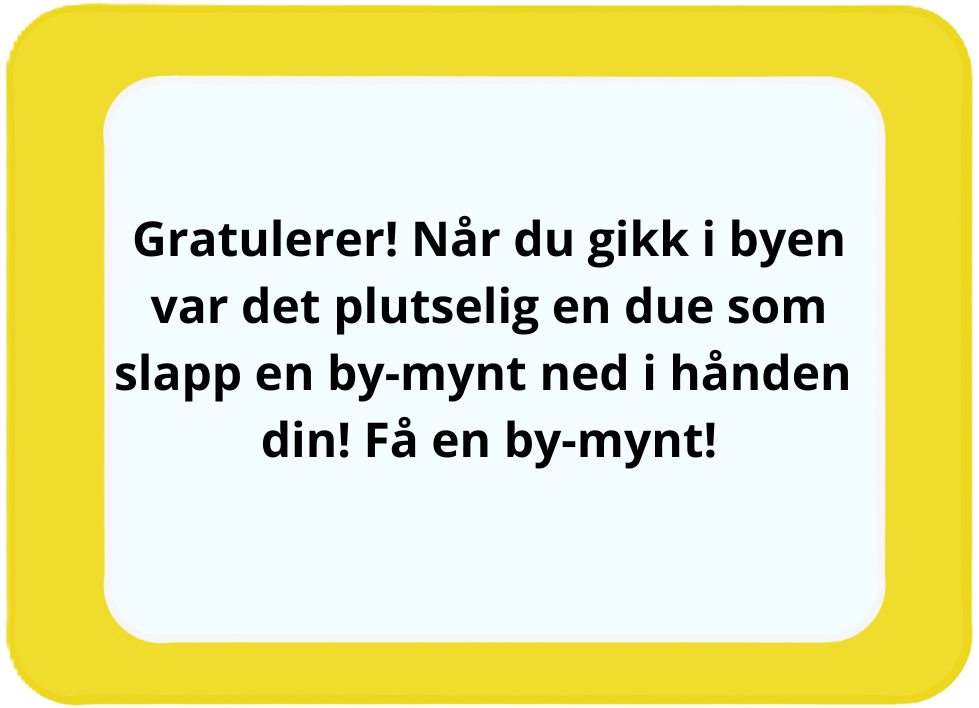 Gratulerer! Når du gikk i byen
var det plutselig en due som
slapp en by-mynt ned i hånden
din! Få en by-mynt!